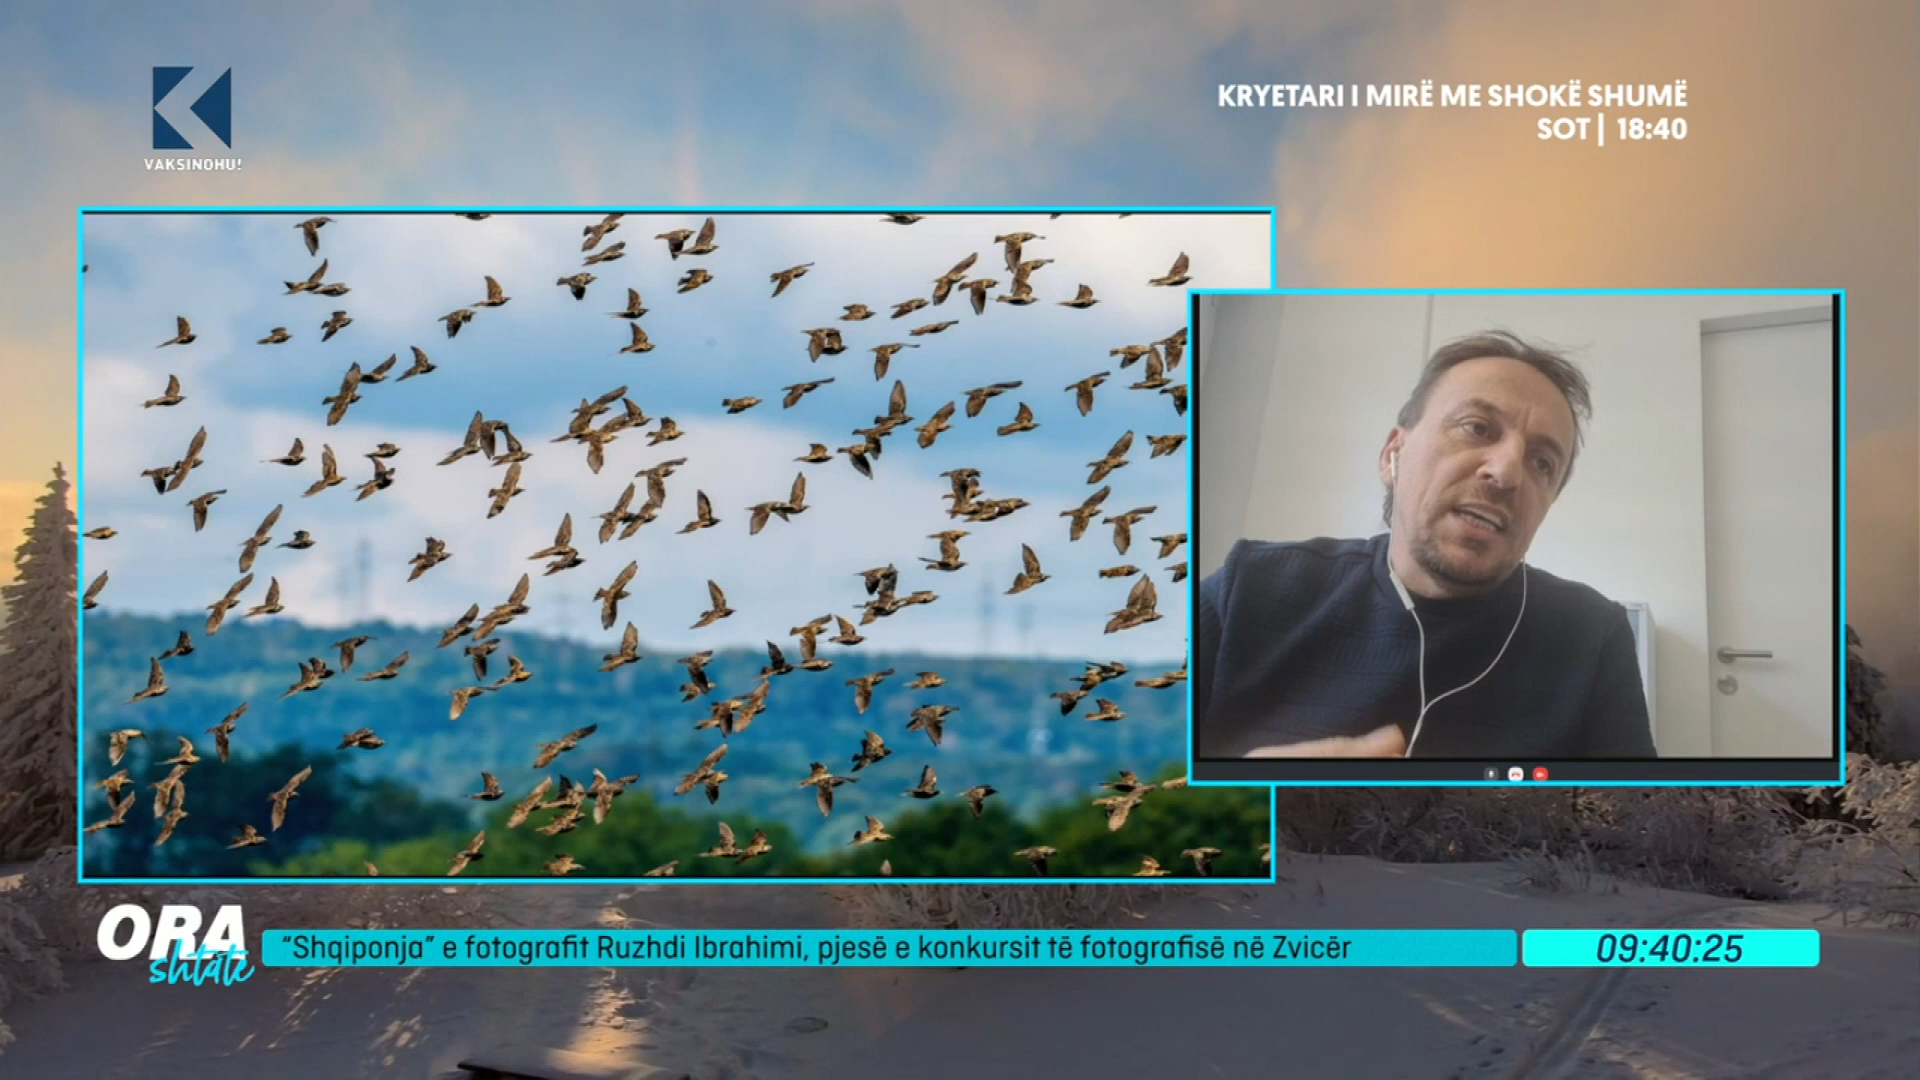 VAKSINOHU!
KRYETARI I MIRË ME SHOKË SHUMË
SOT | 18:40
ORA
shtatë
“Shqiponja” e fotografit Ruzhdi Ibrahimi, pjesë e konkursit të fotografisë në Zvicër
09:40:25